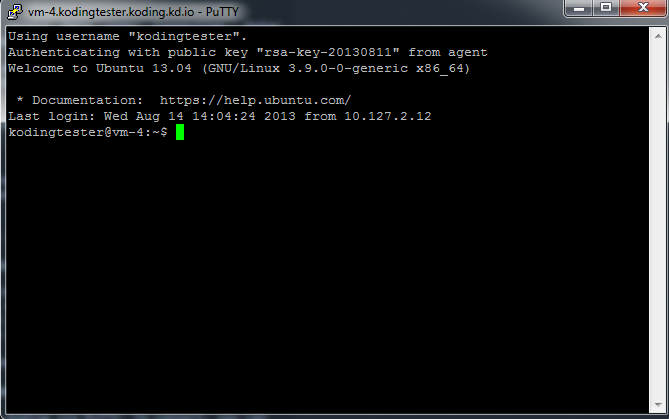 vm-4.kodingtester.koding.kd.io - PuTTY
Using username "kodingtester".
Authenticating with public key "rsa-key-20130811" from agent
Welcome to Ubuntu 13.04 (GNU/Linux 3.9.0-0-generic x86_64)
 * Documentation:  https://help.ubuntu.com/
Last login: Wed Aug 14 14:04:24 2013 from 10.127.2.12
kodingtester@vm-4:~$